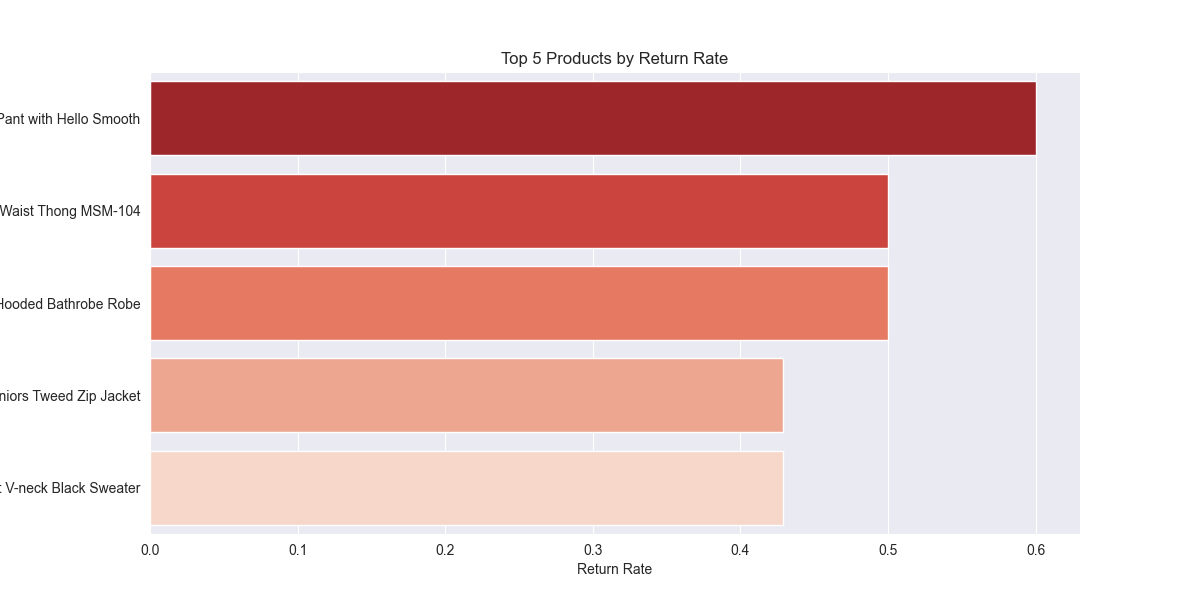 Top 5 Products by Return Rate
Pant with Hello Smooth
Waist Thong MSM-104
Hooded Bathrobe Robe
niors Tweed Zip Jacket
V-neck Black Sweater
0.0 0.1 0.2 0.3 0.4 0.5 0.6
Return Rate